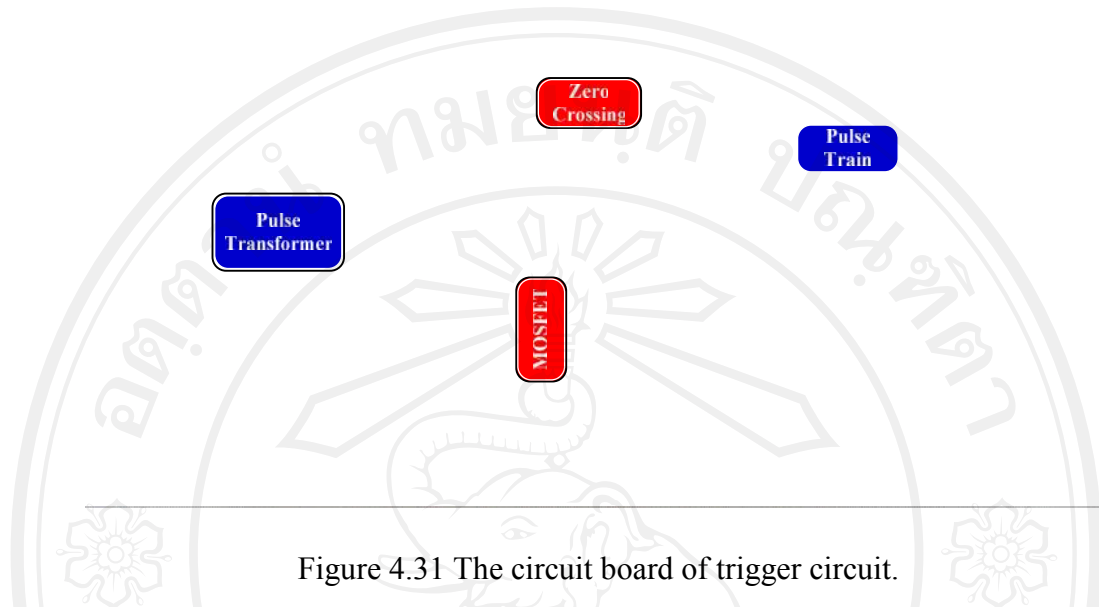 Zero
Crossing
Pulse
Train
Pulse
Transformer
MOSFET
Figure 4.31 The circuit board of trigger circuit.